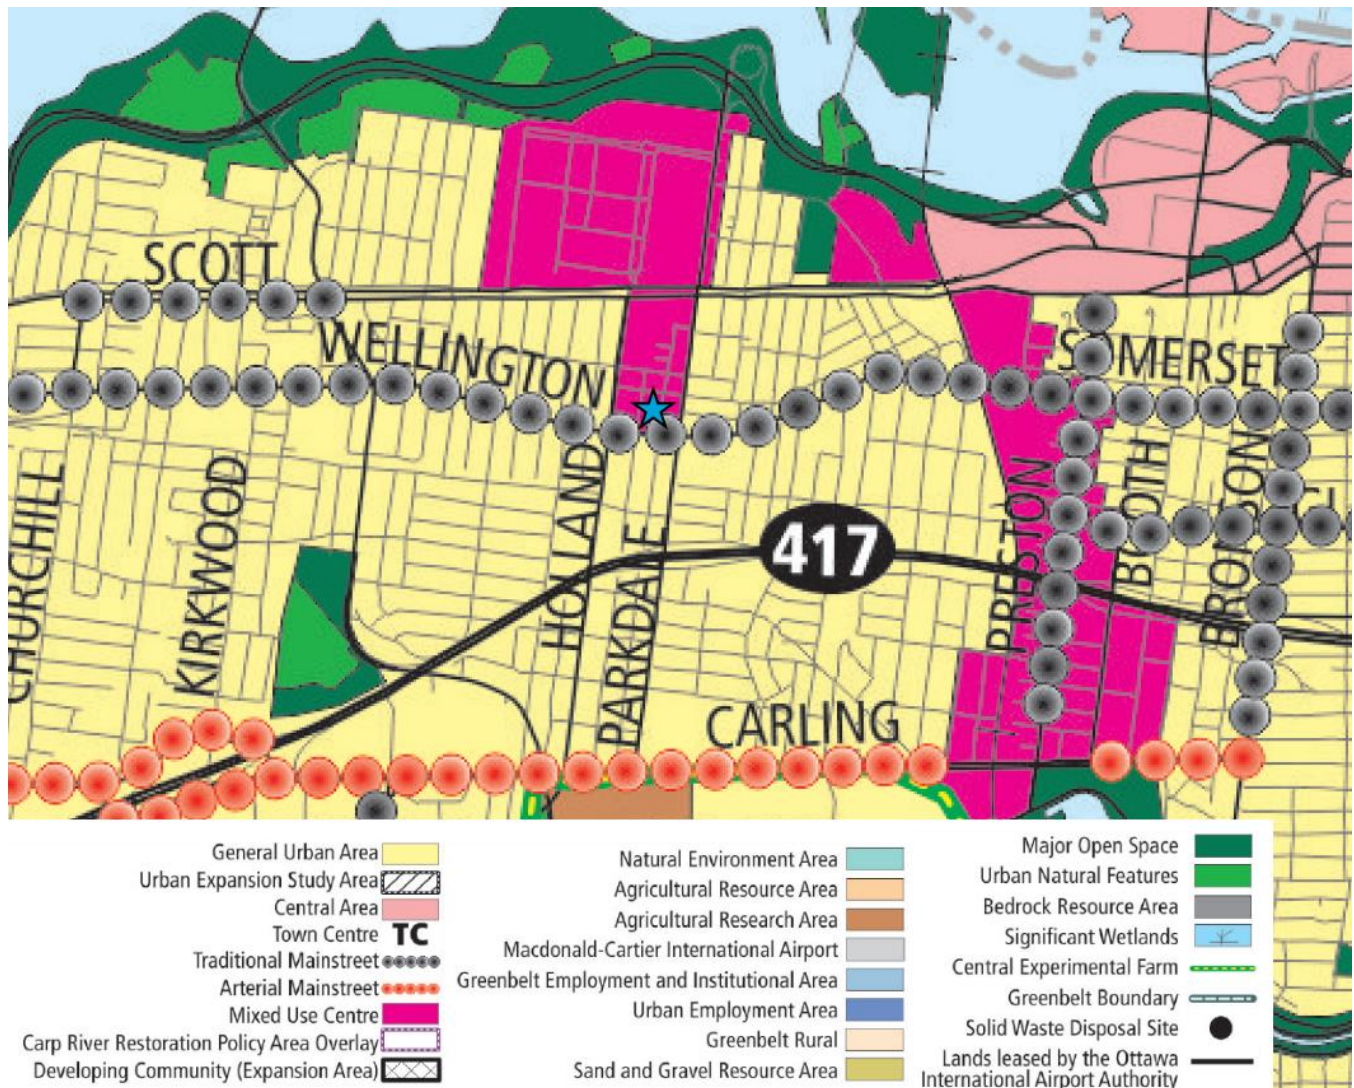 SCOTT
WELLINGTON
SOMERSET
CHURCHILL
KIRKWOOD
HOLLAND
PARKDALE
417
PRESTON
BOOTH
BRONSON
CARLING
General Urban Area
Urban Expansion Study Area
Central Area
Town Centre TC
Traditional Mainstreet
Arterial Mainstreet
Mixed Use Centre
Carp River Restoration Policy Area Overlay
Developing Community (Expansion Area)
Natural Environment Area
Agricultural Resource Area
Agricultural Research Area
Macdonald-Cartier International Airport
Greenbelt Employment and Institutional Area
Urban Employment Area
Greenbelt Rural
Sand and Gravel Resource Area
Major Open Space
Urban Natural Features
Bedrock Resource Area
Significant Wetlands
Central Experimental Farm
Greenbelt Boundary
Solid Waste Disposal Site
Lands leased by the Ottawa
International Airport Authority